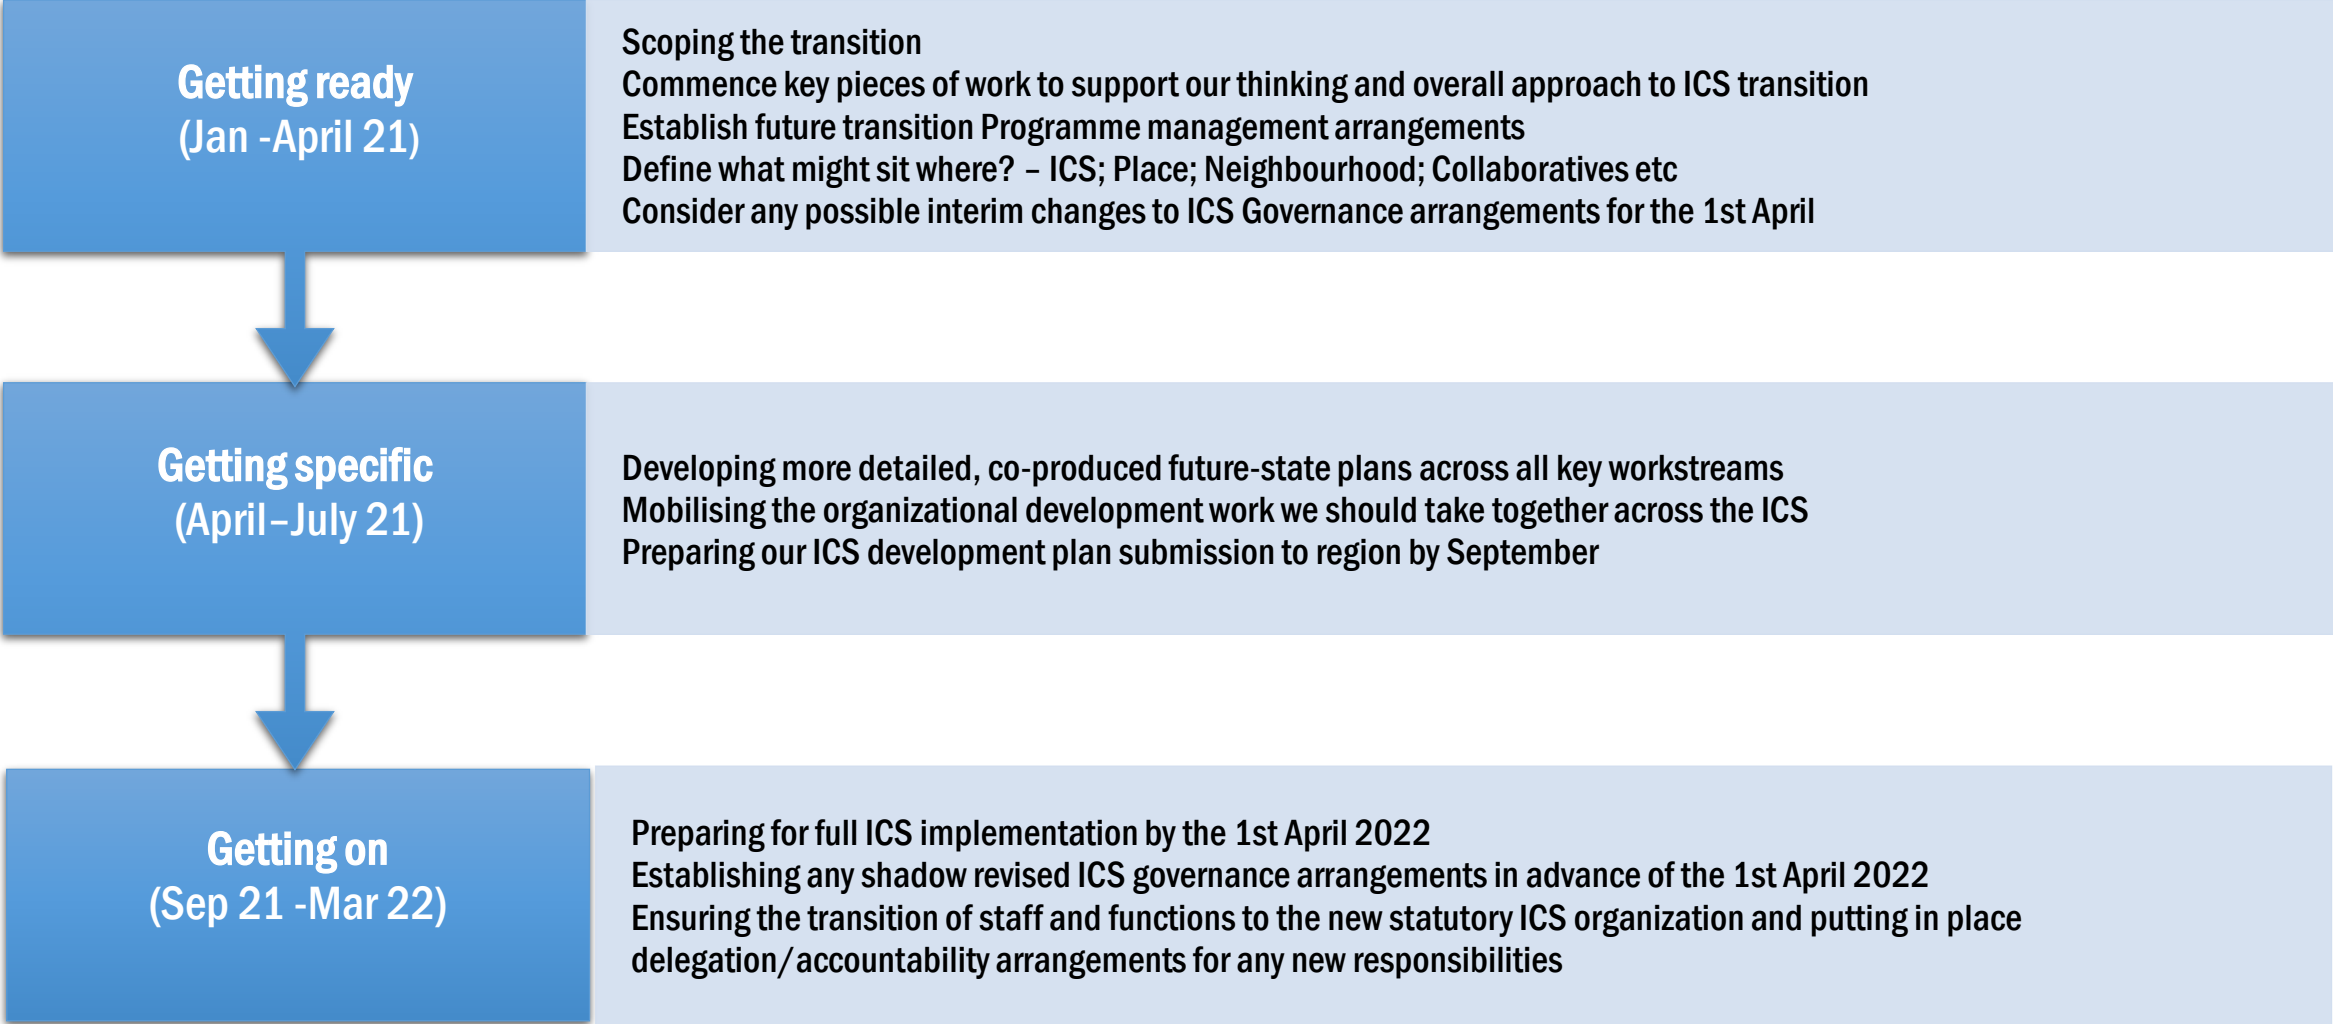 Getting ready
(Jan -April 21)
Scoping the transition
Commence key pieces of work to support our thinking and overall approach to ICS transition
Establish future transition Programme management arrangements
Define what might sit where? – ICS; Place; Neighbourhood; Collaboratives etc
Consider any possible interim changes to ICS Governance arrangements for the 1st April
Getting specific
(April–July 21)
Developing more detailed, co-produced future-state plans across all key workstreams
Mobilising the organizational development work we should take together across the ICS
Preparing our ICS development plan submission to region by September
Getting on
(Sep 21 -Mar 22)
Preparing for full ICS implementation by the 1st April 2022
Establishing any shadow revised ICS governance arrangements in advance of the 1st April 2022
Ensuring the transition of staff and functions to the new statutory ICS organization and putting in place
delegation/accountability arrangements for any new responsibilities